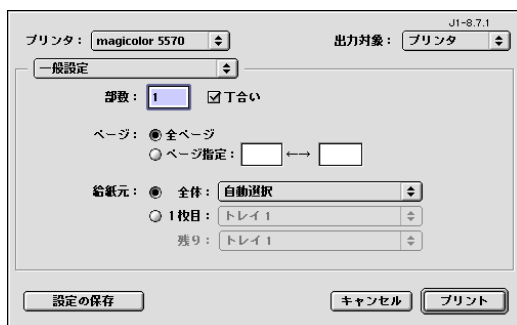 J1-8.7.1
プリンタ： magicolor 5570 出力対象： プリンタ
一般設定
部数： 1 丁合い
ページ： 全ページ
ページ指定： ←→
給紙元： 全体： 自動選択
1枚目： トレイ 1
残り： トレイ 1
設定の保存 キャンセル プリント